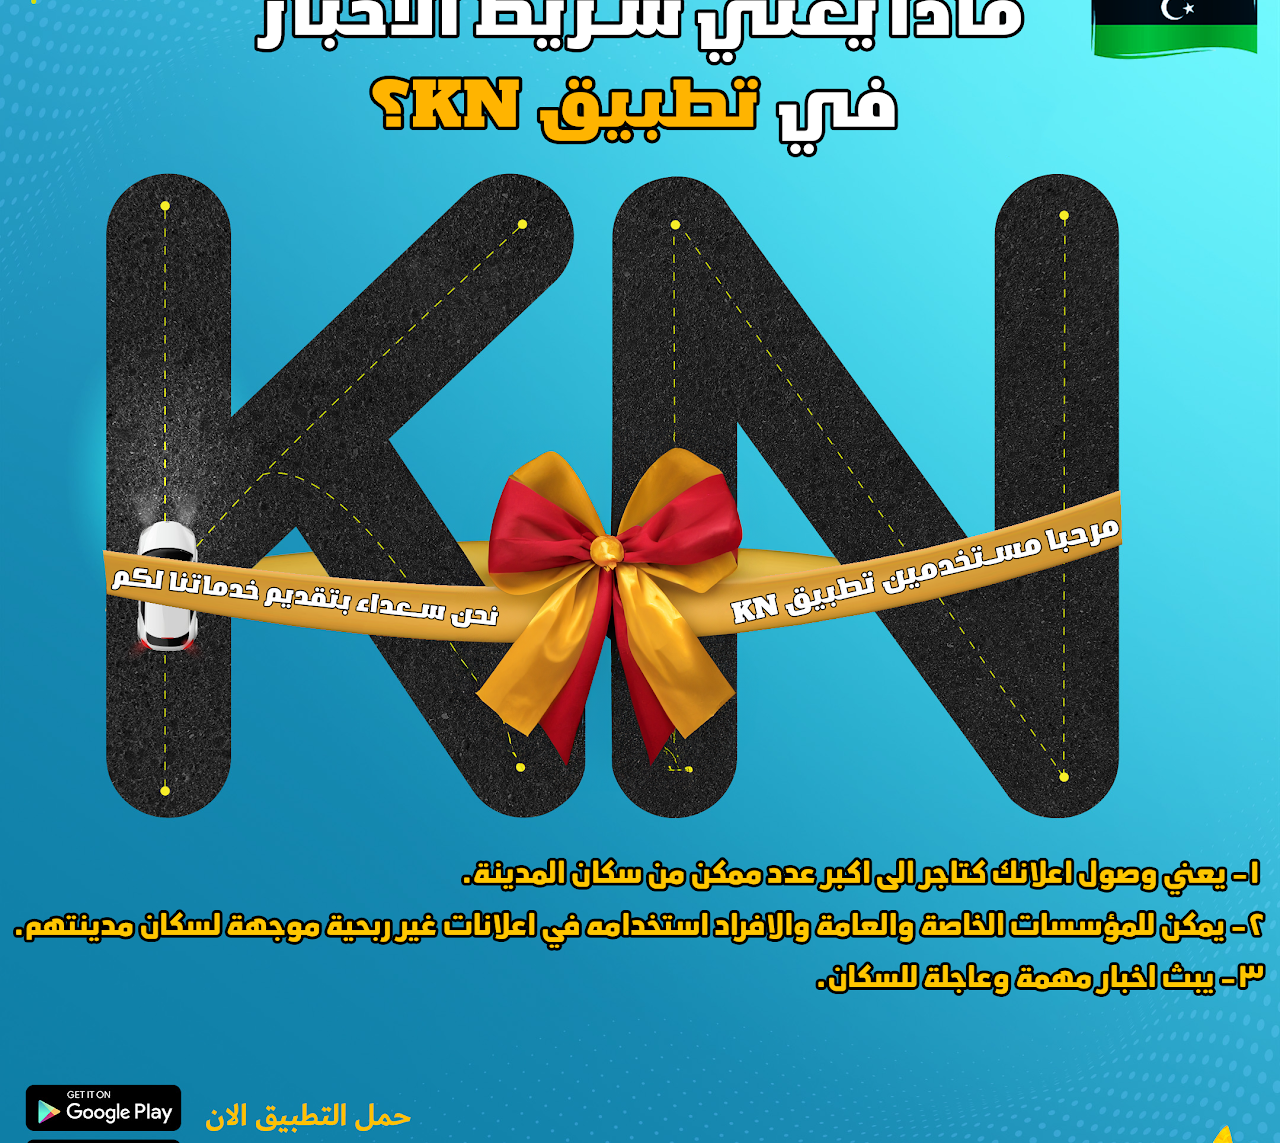 ماذا يعني شريط الاخبار
في تطبيق KN؟
KN
مرحبا مستخدمين تطبيق KN
نحن سعداء بتقديم خدماتنا لكم
١- يعني وصول اعلانك كتاجر الى اكبر عدد ممكن من سكان المدينة.
٢- يمكن للمؤسسات الخاصة والعامة والافراد استخدامه في اعلانات غير ربحية موجهة لسكان مدينتهم.
٣- يبث اخبار مهمة وعاجلة للسكان.
حمل التطبيق الان
GET IT ON
Google Play